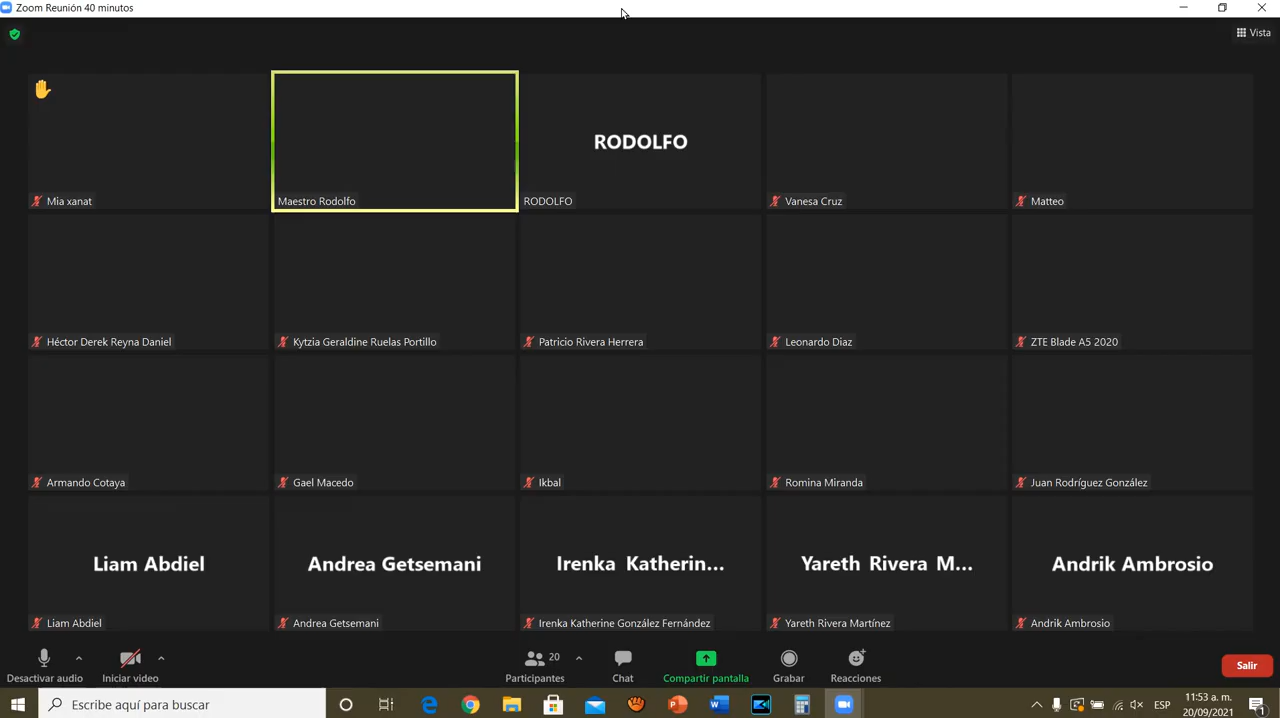 Zoom Reunión 40 minutos
Vista
RODOLFO
Mia xanat
Maestro Rodolfo
RODOLFO
Vanesa Cruz
Matteo
Héctor Derek Reyna Daniel
Kytzia Geraldine Ruelas Portillo
Patricio Rivera Herrera
Leonardo Diaz
ZTE Blade A5 2020
Armando Cotaya
Gael Macedo
Ikbal
Romina Miranda
Juan Rodríguez González
Liam Abdiel
Andrea Getsemani
Irenka Katherin...
Yareth Rivera M...
Andrik Ambrosio
Liam Abdiel
Andrea Getsemani
Irenka Katherine González Fernández
Yareth Rivera Martínez
Andrik Ambrosio
Desactivar audio
Iniciar video
20
Participantes
Chat
Compartir pantalla
Grabar
Reacciones
Salir
Escribe aquí para buscar
ESP
11:53 a. m.
20/09/2021
1